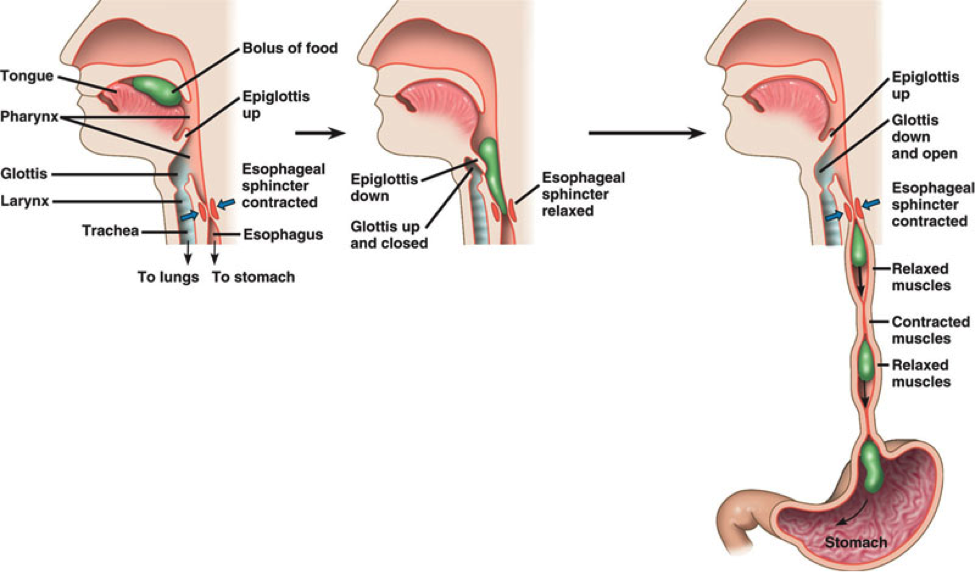 Bolus of food
Tongue
Epiglottis
up
Pharynx
Glottis
Esophageal
sphincter
contracted
Larynx
Trachea
Esophagus
To lungs
To stomach
Epiglottis
down
Glottis up
and closed
Esophageal
sphincter
relaxed
Epiglottis
up
Glottis
down
and open
Esophageal
sphincter
contracted
Relaxed
muscles
Contracted
muscles
Relaxed
muscles
Stomach